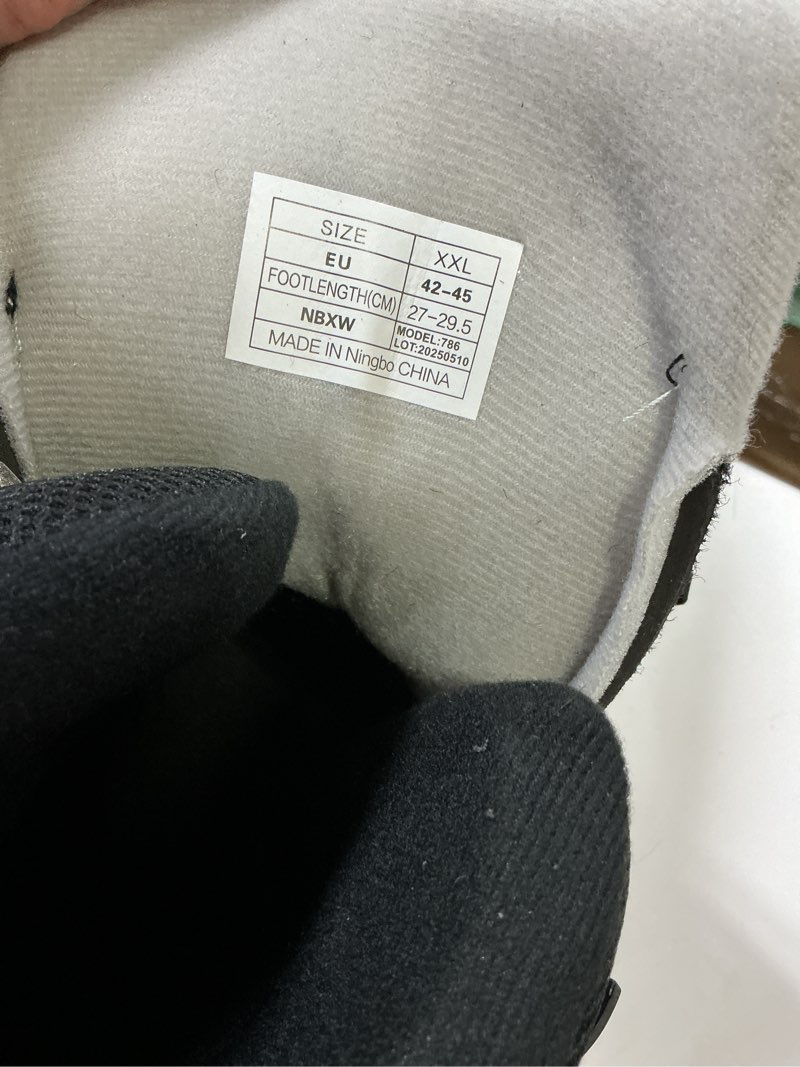 SIZE XXL
EU 42-45
FOOTLENGTH(CM) 27-29.5
NBXW MODEL:786
LOT:20250510
MADE IN Ningbo CHINA